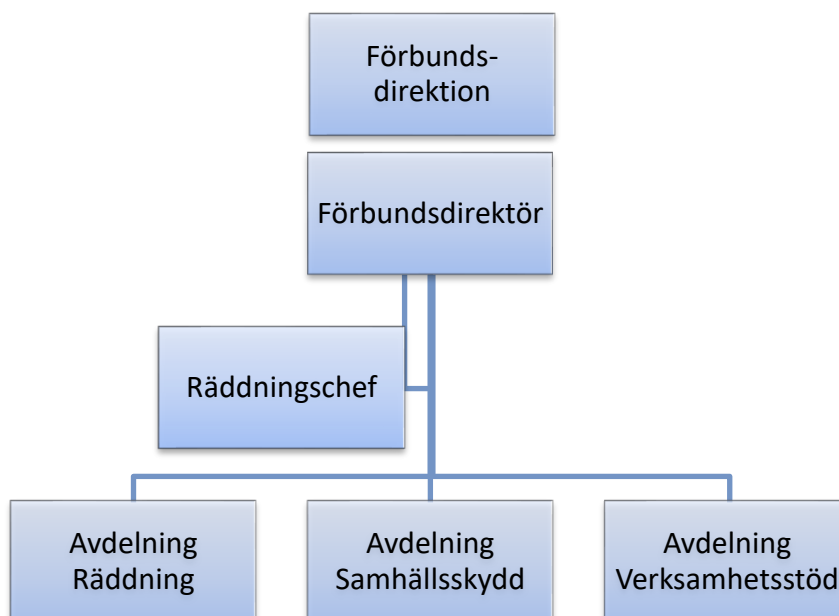 Förbunds-
direktion
Förbundsdirektör
Räddningschef
Avdelning
Räddning
Avdelning
Samhällsskydd
Avdelning
Verksamhetsstöd